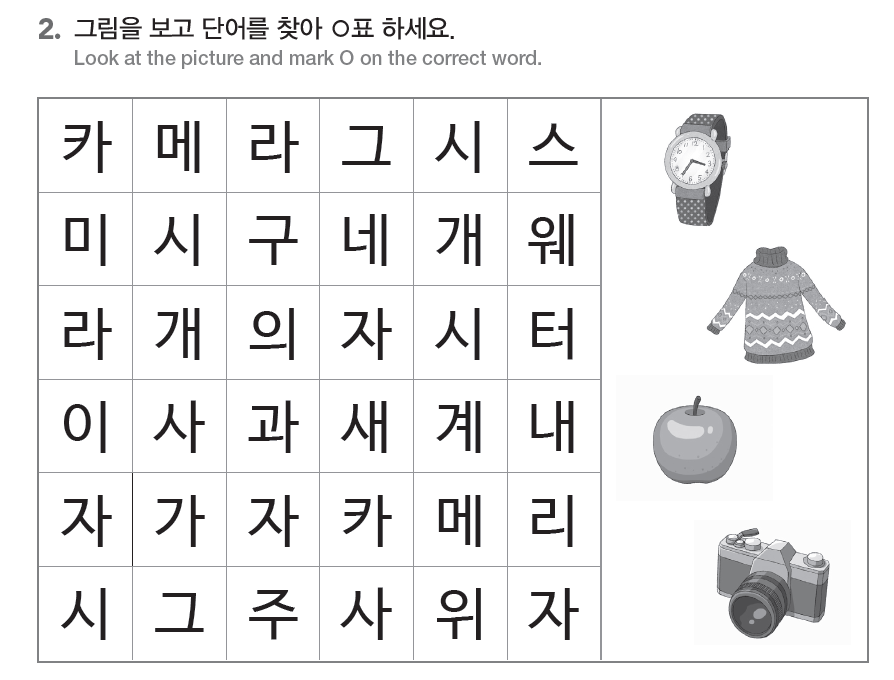 2. 그림을 보고 단어를 찾아 O표 하세요.
Look at the picture and mark O on the correct word.
카 메 라 그 시 스
미 시 구 네 개 웨
라 개 의 자 시 터
이 사 과 새 계 내
자 가 자 카 메 리
시 그 주 사 위 자